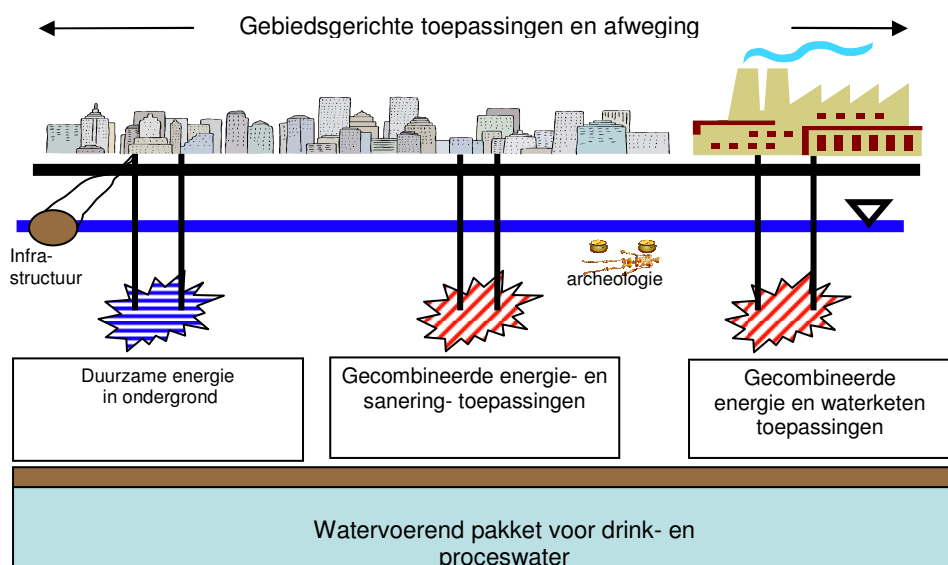 Gebiedsgerichte toepassingen en afweging
Infra-
structuur
archeologie
Duurzame energie
in ondergrond
Gecombineerde energie- en
sanering- toepassingen
Gecombineerde
energie en waterketen
toepassingen
Watervoerend pakket voor drink- en
proceswater